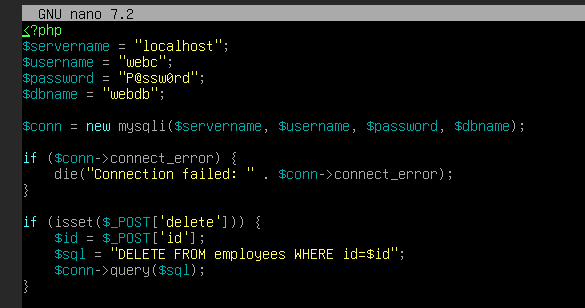 GNU nano 7.2
<?php
$servername = "localhost";
$username = "webc";
$password = "P@ssw0rd";
$dbname = "webdb";
$conn = new mysqli($servername, $username, $password, $dbname);
if ($conn->connect_error) {
    die("Connection failed: " . $conn->connect_error);
}
if (isset($_POST['delete'])) {
    $id = $_POST['id'];
    $sql = "DELETE FROM employees WHERE id=$id";
    $conn->query($sql);
}